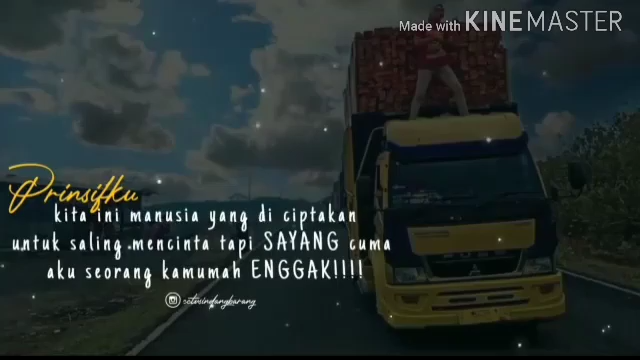 Made with KINEMASTER
Prinsifku
kita ini manusia yang di ciptakan
untuk saling mencinta tapi SAYANG cuma
aku seorang kamumah ENGGAK!!!!